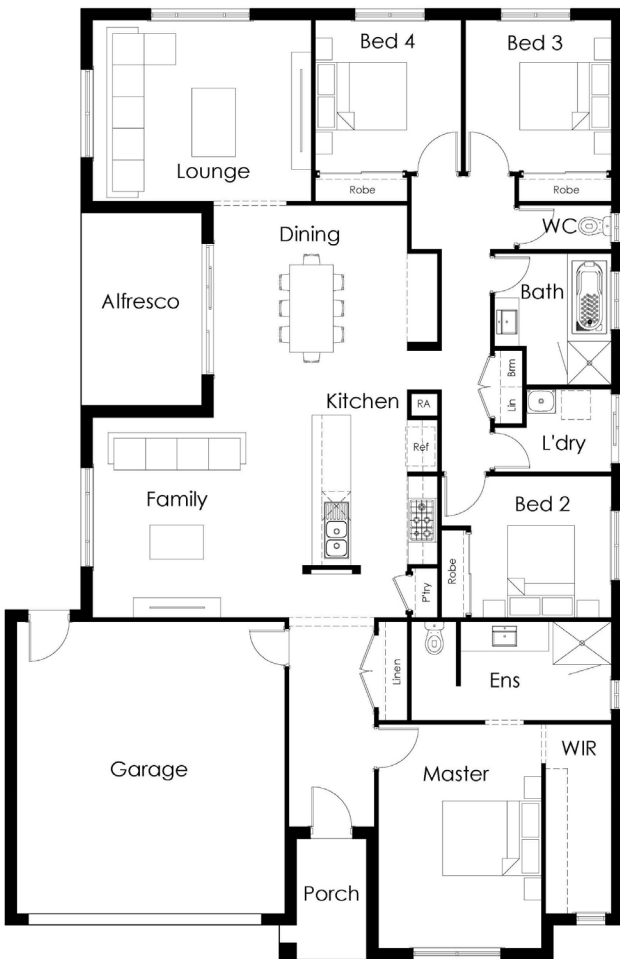 Bed 4
Bed 3
Lounge
Robe
Robe
WC
Dining
Alfresco
Bath
Brm
Lin
Kitchen
RA
Ref
L'dry
Family
Bed 2
Robe
P'try
Linen
Ens
Garage
Master
WIR
Porch